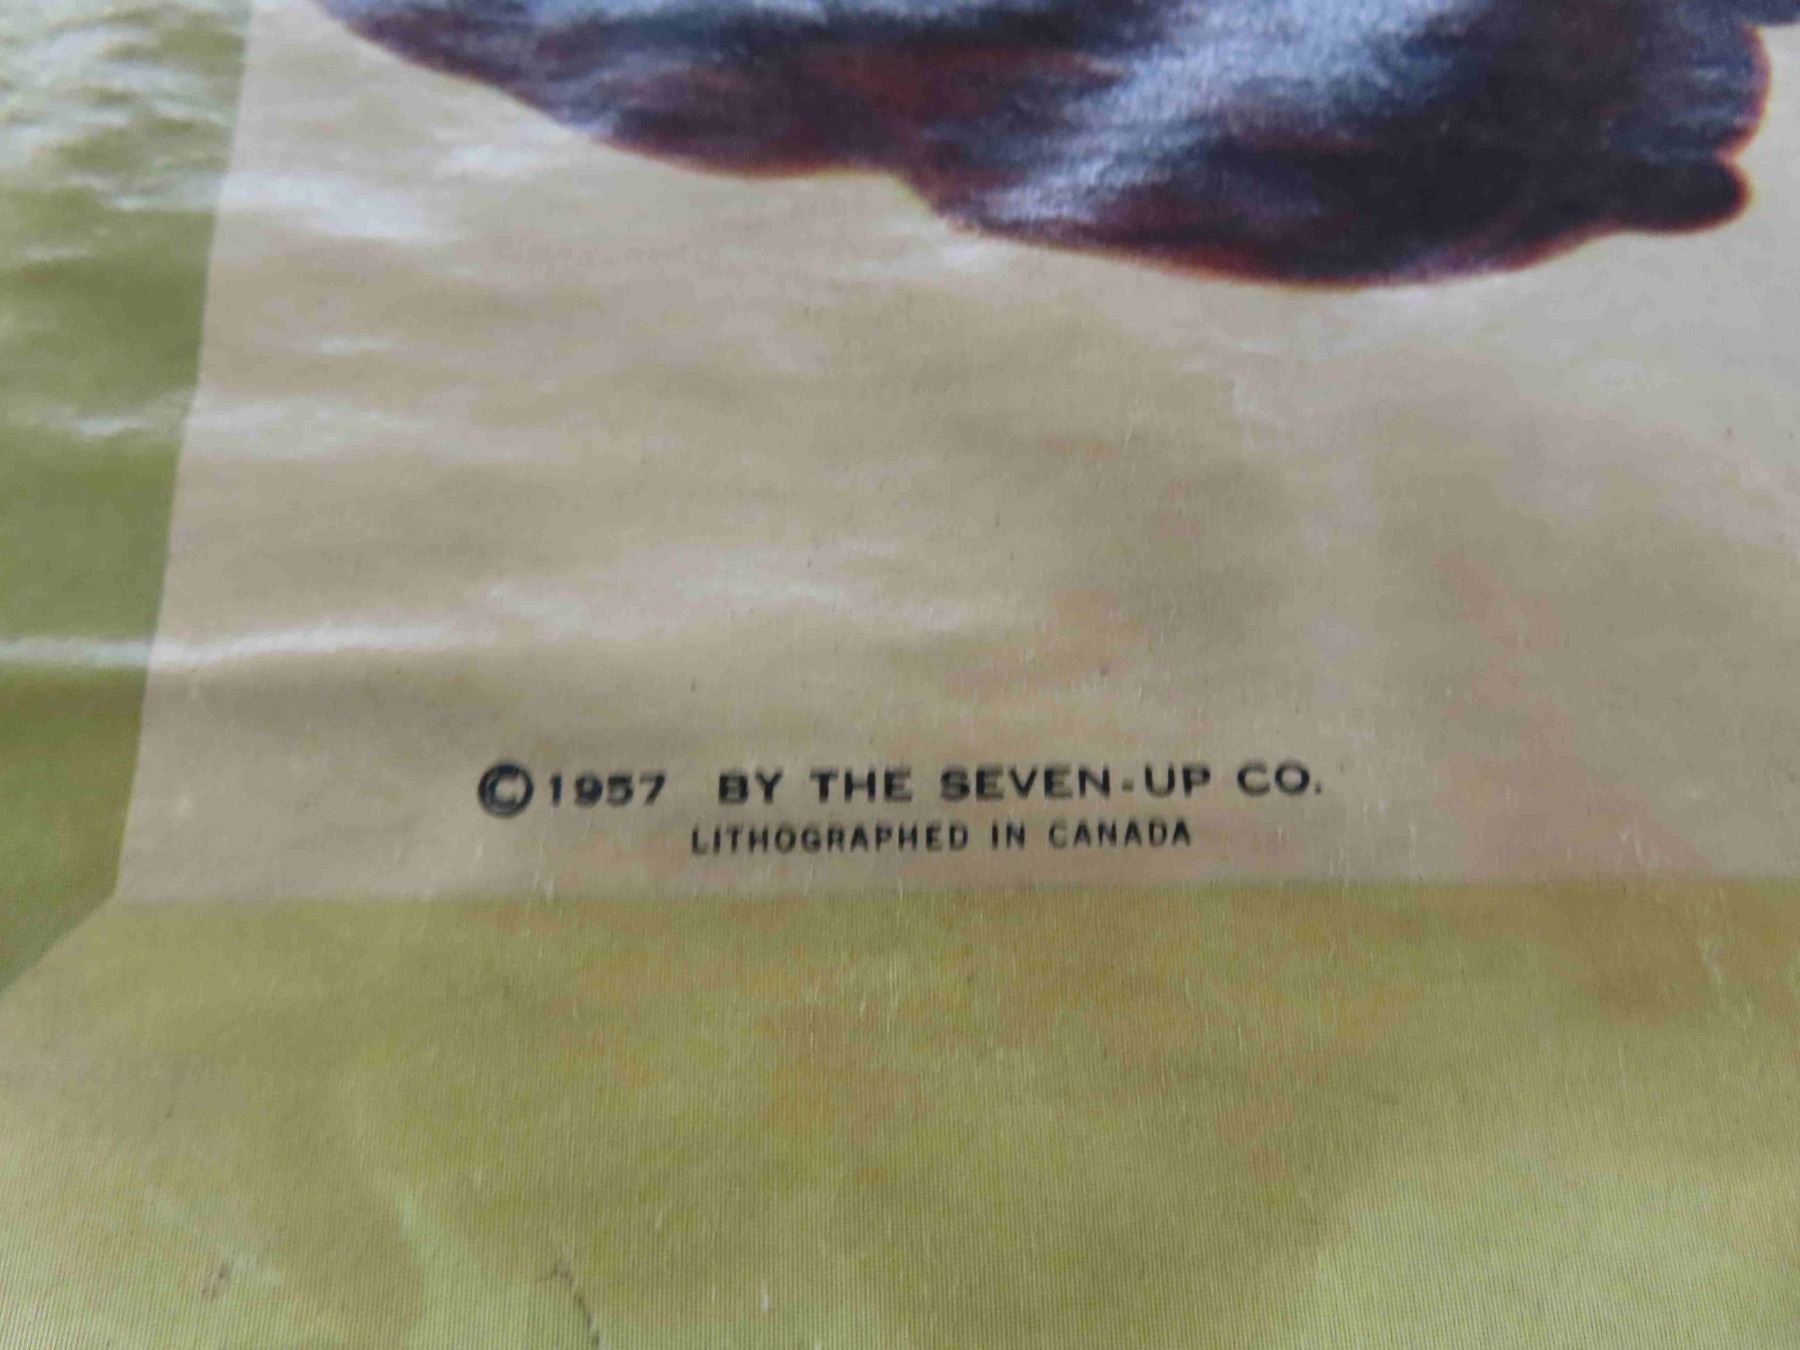 ©1957 BY THE SEVEN-UP CO.
LITHOGRAPHED IN CANADA